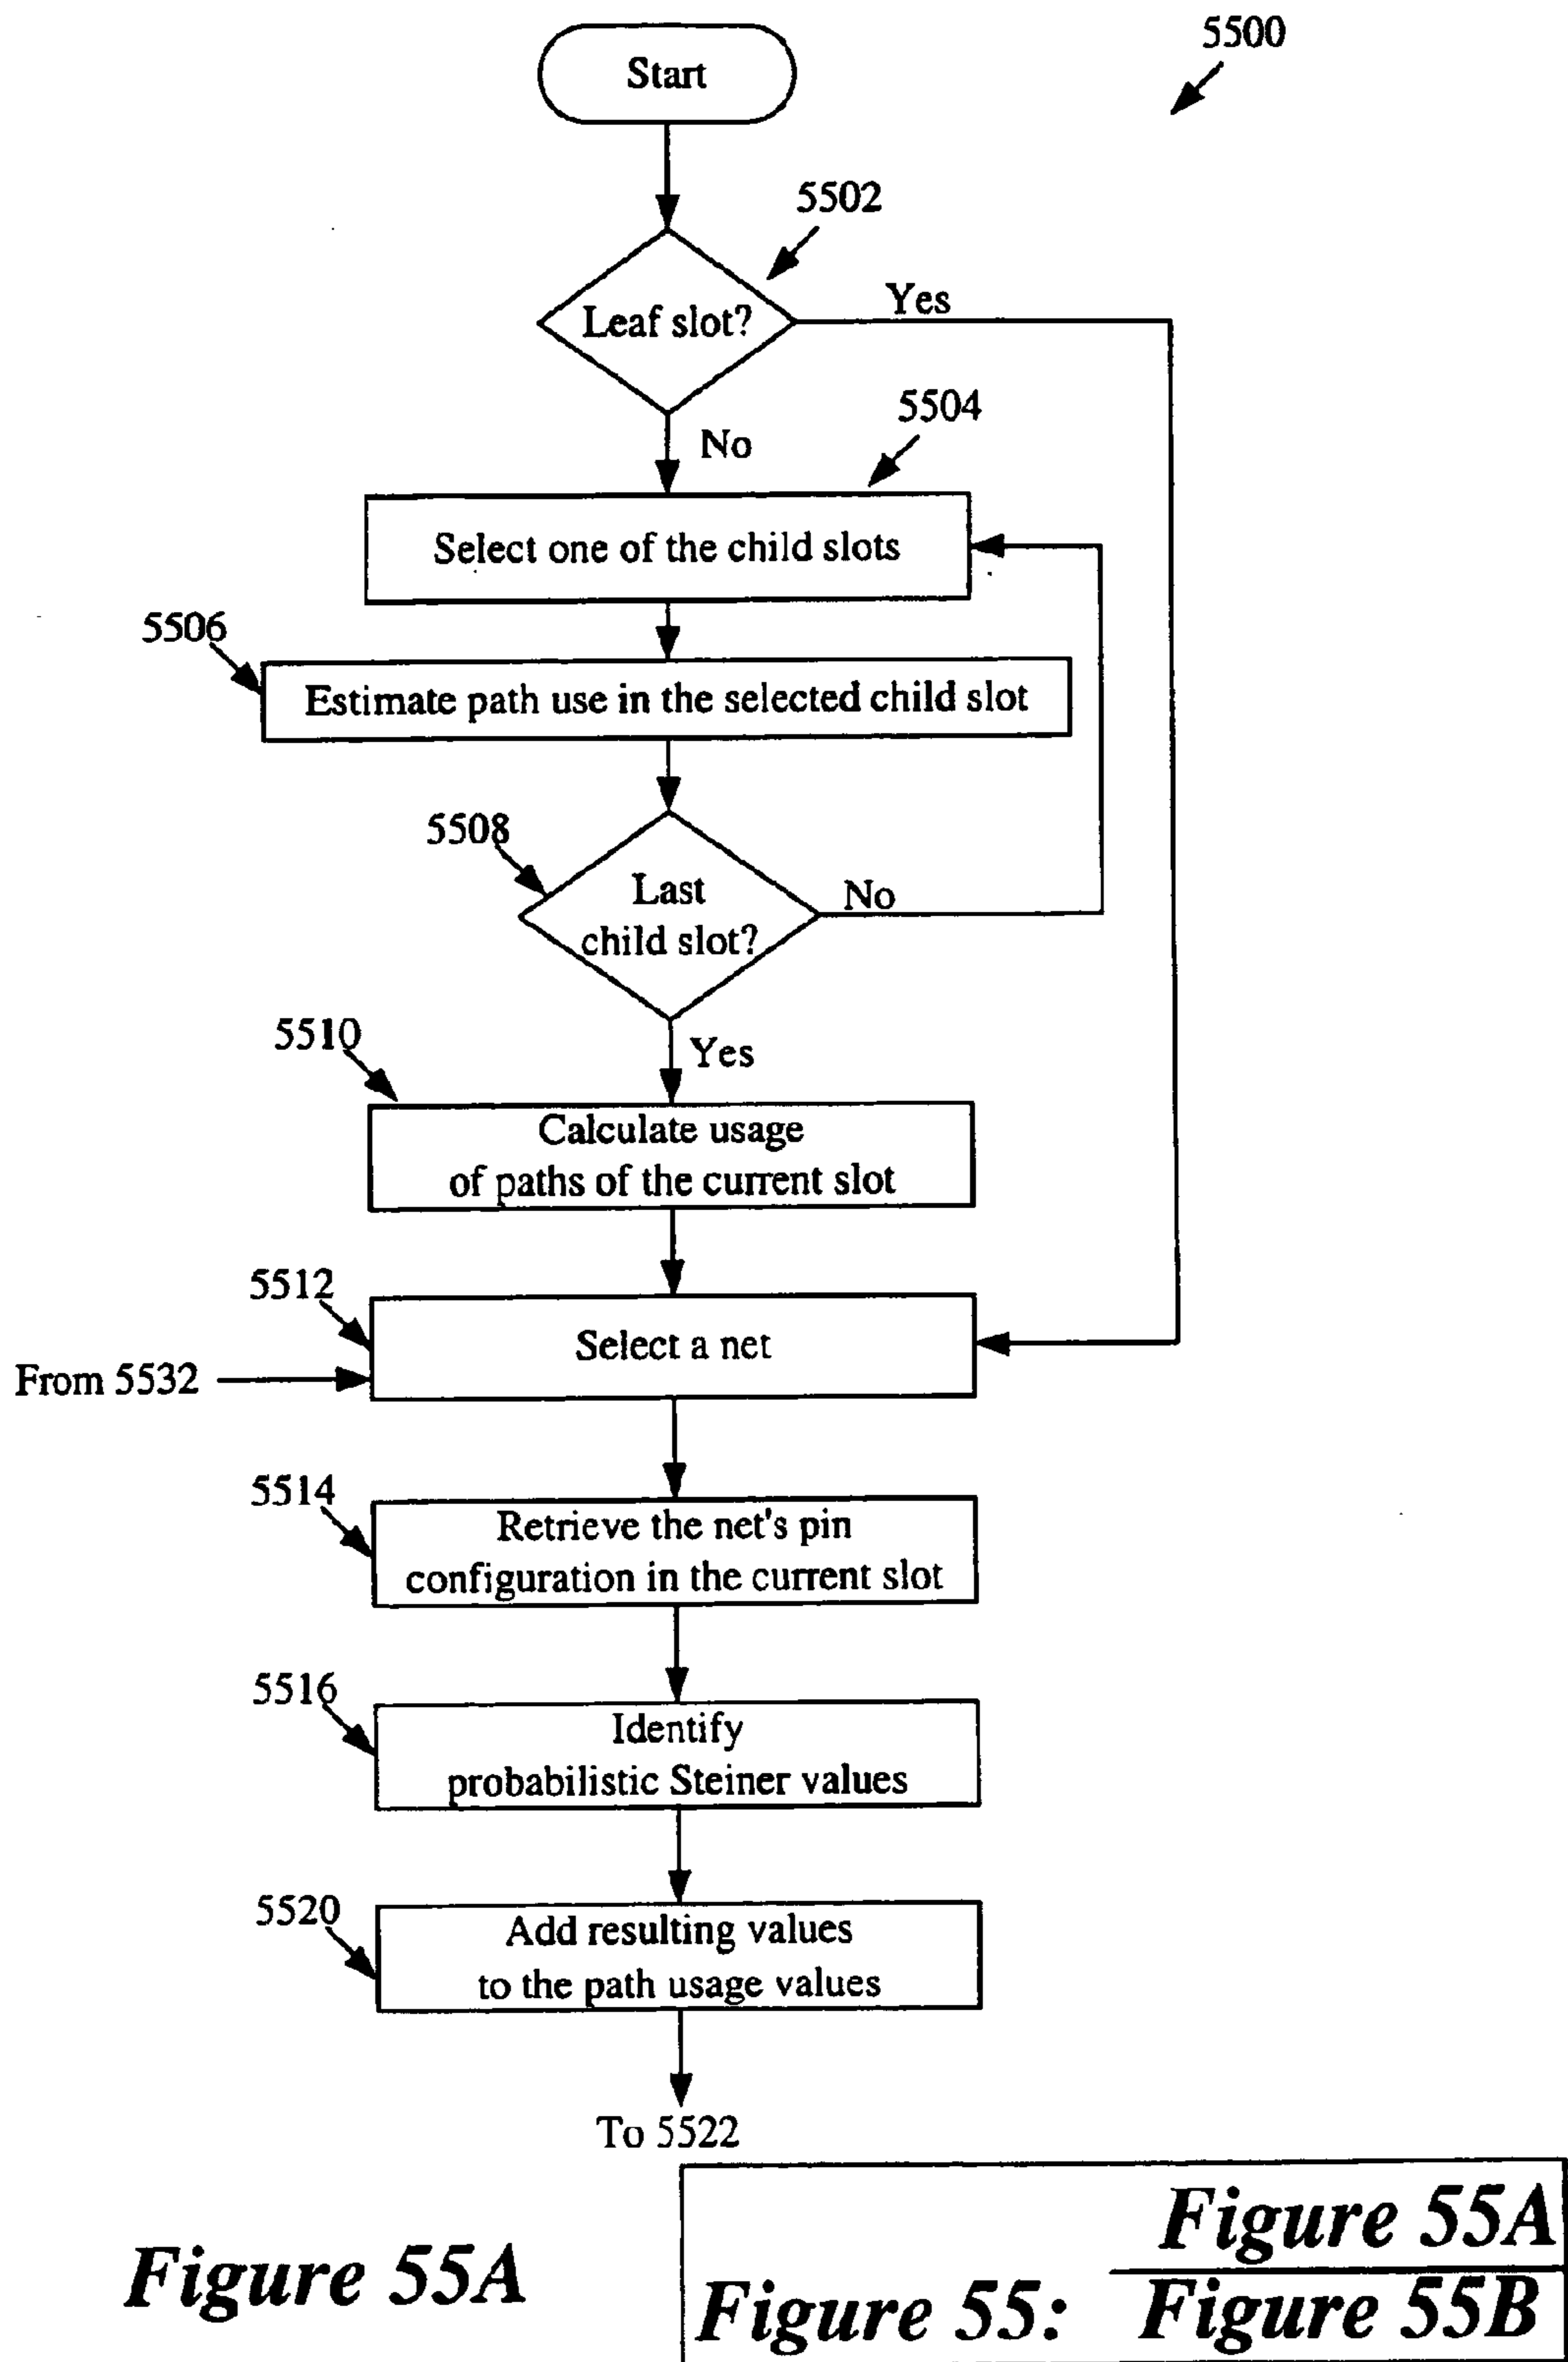 5500
Start
5502
Leaf slot?
Yes
No
5504
Select one of the child slots
5506
Estimate path use in the selected child slot
5508
Last
child slot?
No
Yes
5510
Calculate usage
of paths of the current slot
5512
Select a net
From 5532
5514
Retrieve the net's pin
configuration in the current slot
5516
Identify
probabilistic Steiner values
5520
Add resulting values
to the path usage values
To 5522
Figure 55A
Figure 55:
Figure 55A
Figure 55B